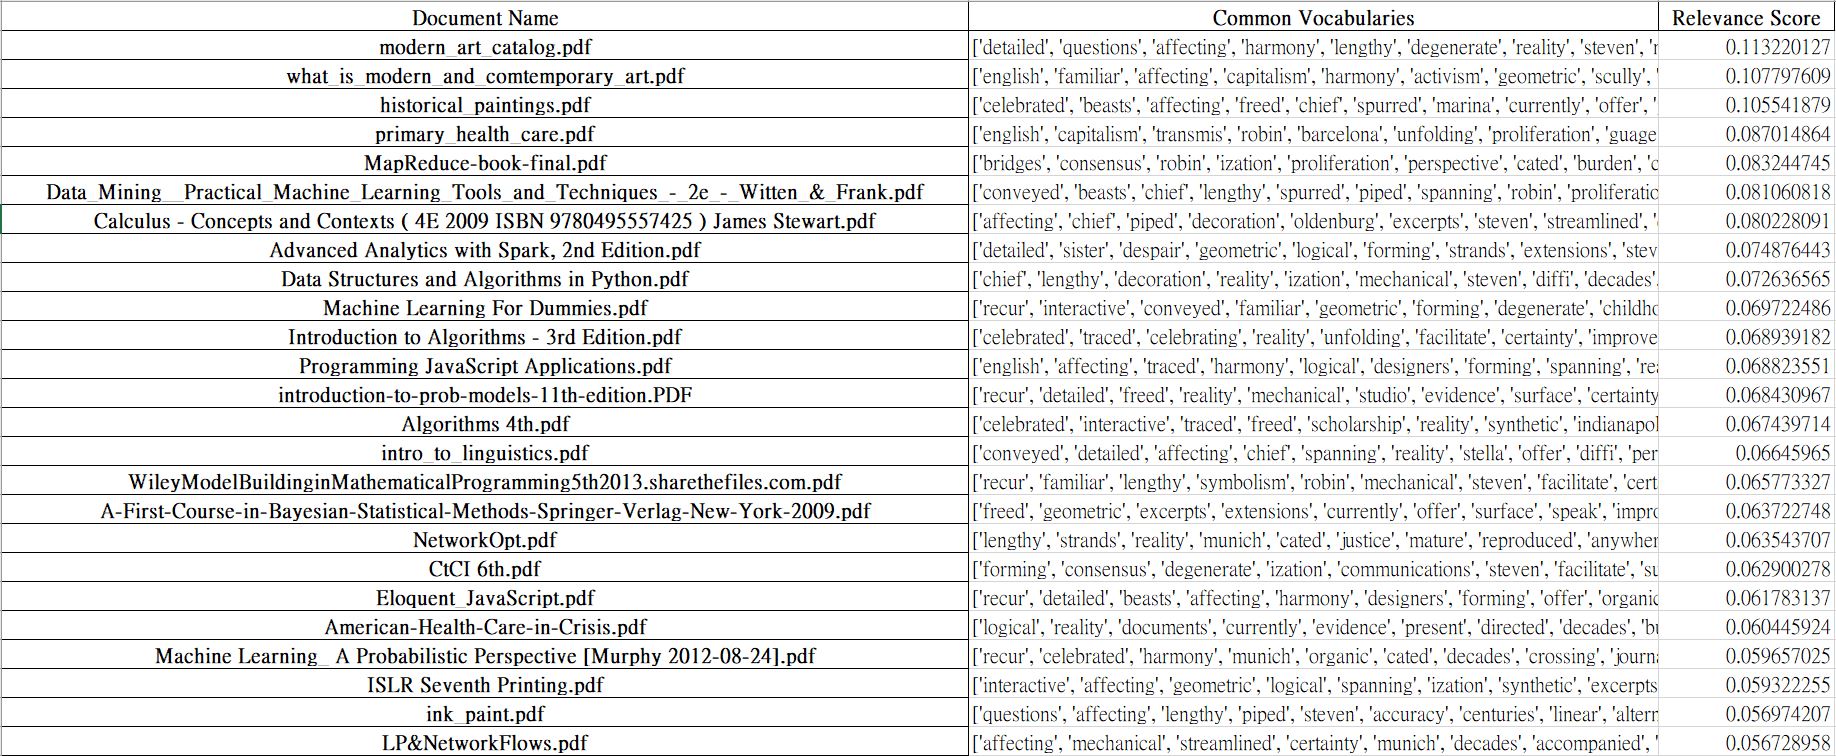 Document Name Common Vocabularies Relevance Score
modern_art_catalog.pdf ['detailed', 'questions', 'affecting', 'harmony', 'lengthy', 'degenerate', 'reality', 'steven', 'r 0.113220127
what_is_modern_and_comtemporary_art.pdf ['english', 'familiar', 'affecting', 'capitalism', 'harmony', 'activism', 'geometric', 'scully', ' 0.107797609
historical_paintings.pdf ['celebrated', 'beasts', 'affecting', 'freed', 'chief', 'spurred', 'marina', 'currently', 'offer', ' 0.105541879
primary_health_care.pdf ['english', 'capitalism', 'transmis', 'robin', 'barcelona', 'unfolding', 'proliferation', 'guage 0.087014864
MapReduce-book-final.pdf ['bridges', 'consensus', 'robin', 'ization', 'proliferation', 'perspective', 'cated', 'burden', 'c 0.083244745
Data_Mining__Practical_Machine_Learning_Tools_and_Techniques_-_2e_-_Witten_&_Frank.pdf ['conveyed', 'beasts', 'chief', 'lengthy', 'spurred', 'piped', 'spanning', 'robin', 'proliferatio 0.081060818
Calculus - Concepts and Contexts ( 4E 2009 ISBN 9780495557425 ) James Stewart.pdf ['affecting', 'chief', 'piped', 'decoration', 'oldenburg', 'excerpts', 'steven', 'streamlined', ' 0.080228091
Advanced Analytics with Spark, 2nd Edition.pdf ['detailed', 'sister', 'despair', 'geometric', 'logical', 'forming', 'strands', 'extensions', 'stev 0.074876443
Data Structures and Algorithms in Python.pdf ['chief', 'lengthy', 'decoration', 'reality', 'ization', 'mechanical', 'steven', 'diffi', 'decades' 0.072636565
Machine Learning For Dummies.pdf ['recur', 'interactive', 'conveyed', 'familiar', 'geometric', 'forming', 'degenerate', 'childho 0.069722486
Introduction to Algorithms - 3rd Edition.pdf ['celebrated', 'traced', 'celebrating', 'reality', 'unfolding', 'facilitate', 'certainty', 'improve 0.068939182
Programming JavaScript Applications.pdf ['english', 'affecting', 'traced', 'harmony', 'logical', 'designers', 'forming', 'spanning', 'rea 0.068823551
introduction-to-prob-models-11th-edition.PDF ['recur', 'detailed', 'freed', 'reality', 'mechanical', 'studio', 'evidence', 'surface', 'certainty 0.068430967
Algorithms 4th.pdf ['celebrated', 'interactive', 'traced', 'freed', 'scholarship', 'reality', 'synthetic', 'indianapol 0.067439714
intro_to_linguistics.pdf ['conveyed', 'detailed', 'affecting', 'chief', 'spanning', 'reality', 'stella', 'offer', 'diffi', 'per 0.06645965
WileyModelBuildinginMathematicalProgramming5th2013.sharethefiles.com.pdf ['recur', 'familiar', 'lengthy', 'symbolism', 'robin', 'mechanical', 'steven', 'facilitate', 'cert 0.065773327
A-First-Course-in-Bayesian-Statistical-Methods-Springer-Verlag-New-York-2009.pdf ['freed', 'geometric', 'excerpts', 'extensions', 'currently', 'offer', 'surface', 'speak', 'impro 0.063722748
NetworkOpt.pdf ['lengthy', 'strands', 'reality', 'munich', 'cated', 'justice', 'mature', 'reproduced', 'anywher 0.063543707
CtCI 6th.pdf ['forming', 'consensus', 'degenerate', 'ization', 'communications', 'steven', 'facilitate', 'su 0.062900278
Eloquent_JavaScript.pdf ['recur', 'detailed', 'beasts', 'affecting', 'harmony', 'designers', 'forming', 'offer', 'organic 0.061783137
American-Health-Care-in-Crisis.pdf ['logical', 'reality', 'documents', 'currently', 'evidence', 'present', 'directed', 'decades', 'bu 0.060445924
Machine Learning_ A Probabilistic Perspective [Murphy 2012-08-24].pdf ['recur', 'celebrated', 'harmony', 'munich', 'organic', 'cated', 'decades', 'crossing', 'journa 0.059657025
ISLR Seventh Printing.pdf ['interactive', 'affecting', 'geometric', 'logical', 'spanning', 'ization', 'synthetic', 'excerpts 0.059322255
ink_paint.pdf ['questions', 'affecting', 'lengthy', 'piped', 'steven', 'accuracy', 'centuries', 'linear', 'altern 0.056974207
LP&NetworkFlows.pdf ['affecting', 'mechanical', 'streamlined', 'certainty', 'munich', 'decades', 'accompanied', ' 0.056728958